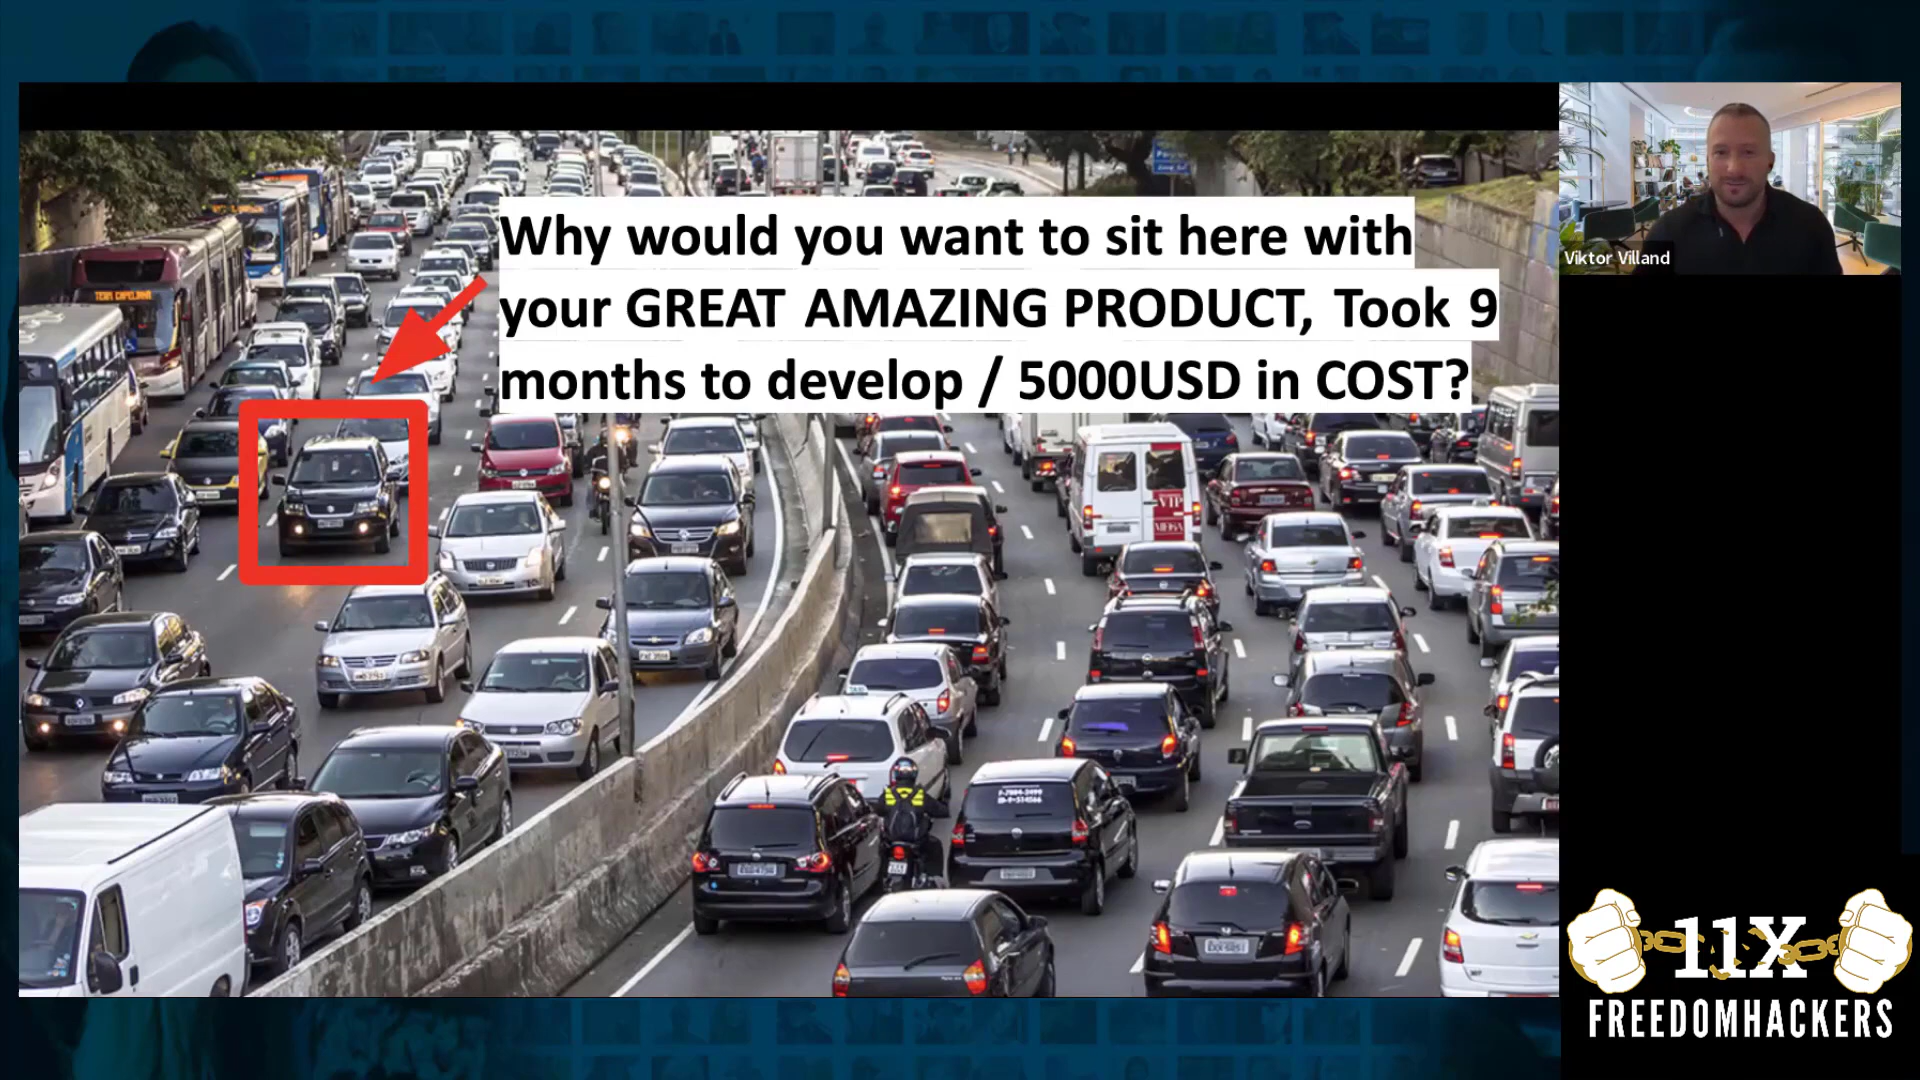 Why would you want to sit here with
your GREAT AMAZING PRODUCT, Took 9
months to develop / 5000USD in COST?
Viktor Villand
VIP
11X
FREEDOMHACKERS